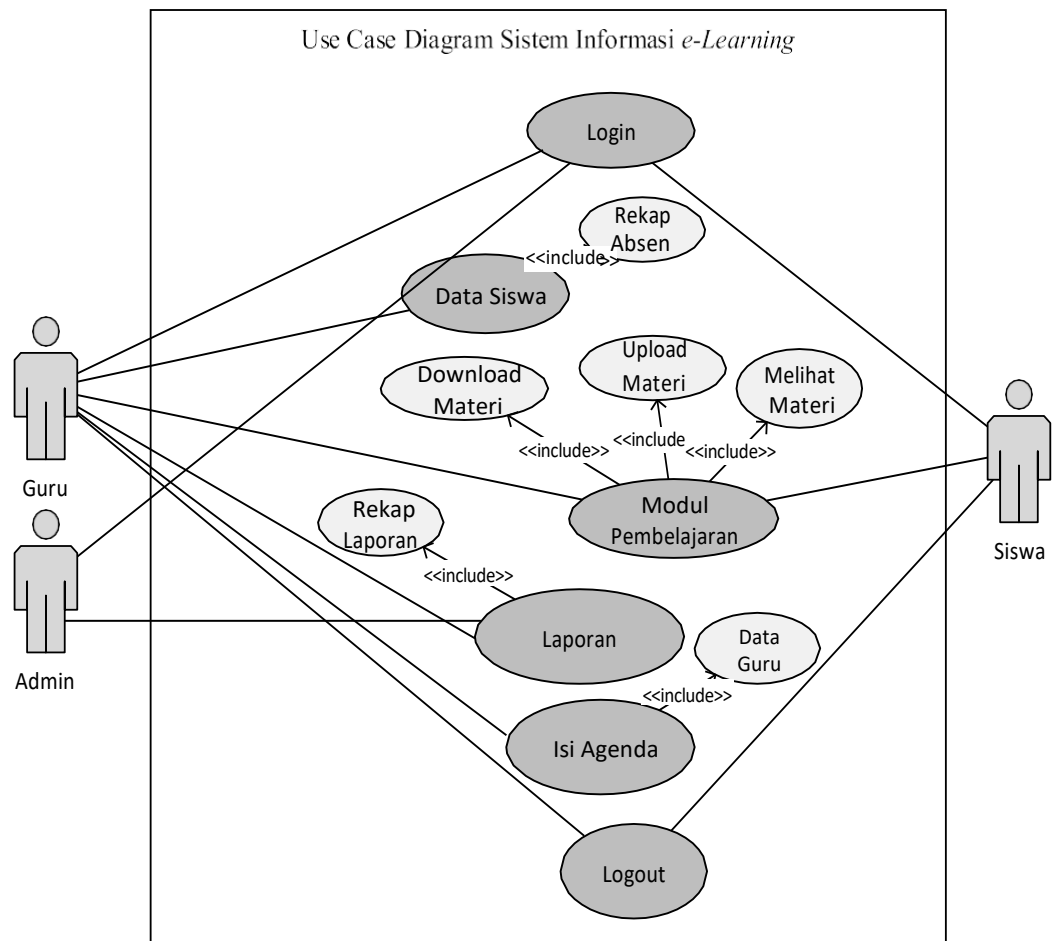 Use Case Diagram Sistem Informasi e-Learning
Login
Rekap
Absen
<<include>>
Data Siswa
Download
Materi
Upload
Materi
Melihat
Materi
<<include>>
<<include
<<include>>
Guru
Modul
Pembelajaran
Siswa
Rekap
Laporan
<<include>>
Admin
Laporan
Data
Guru
<<include>>
Isi Agenda
Logout